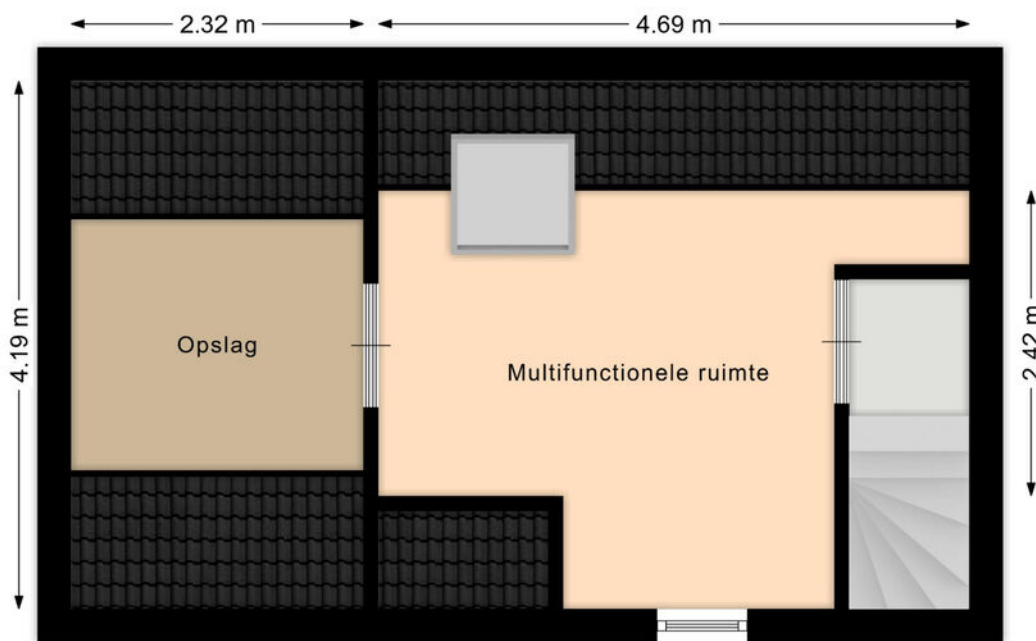 2.32 m
4.69 m
4.19 m
Opslag
Multifunctionele ruimte
2.42 m